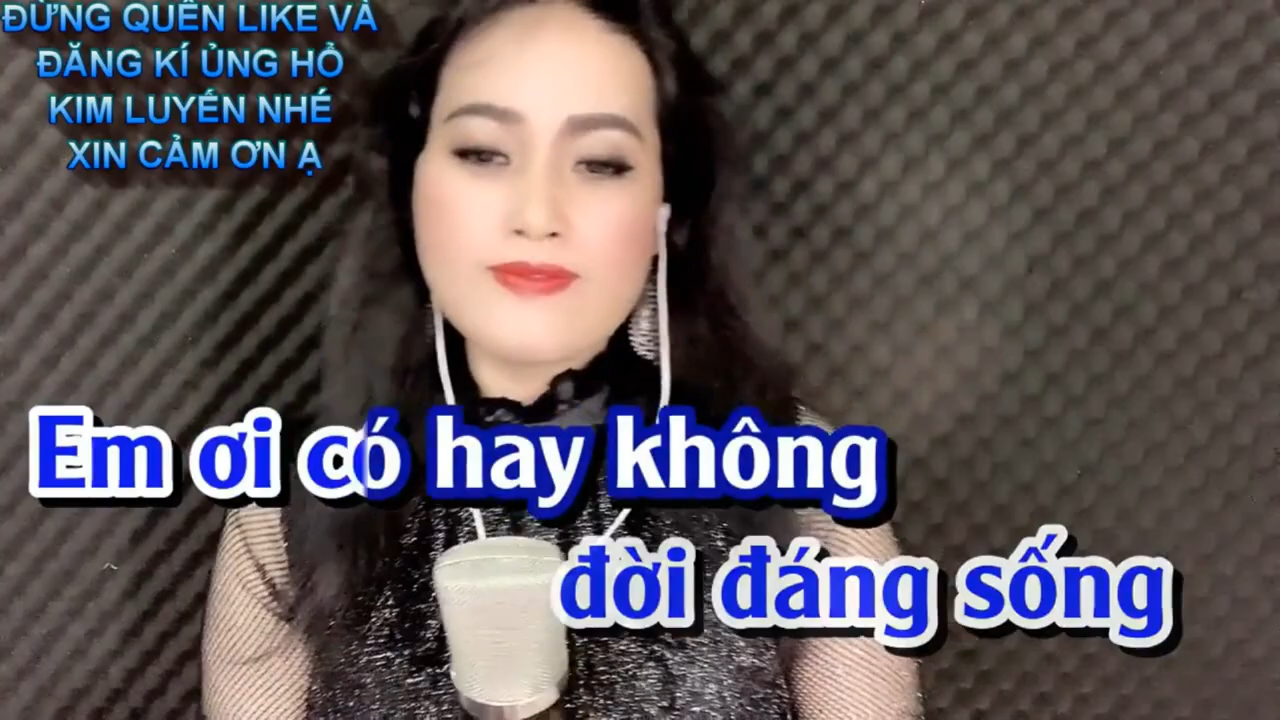 ĐỪNG QUÊN LIKE VÀ
ĐĂNG KÍ ỦNG HỔ
KIM LUYẾN NHÉ
XIN CẢM ƠN Ạ
Em ơi có hay không
đời đáng sống